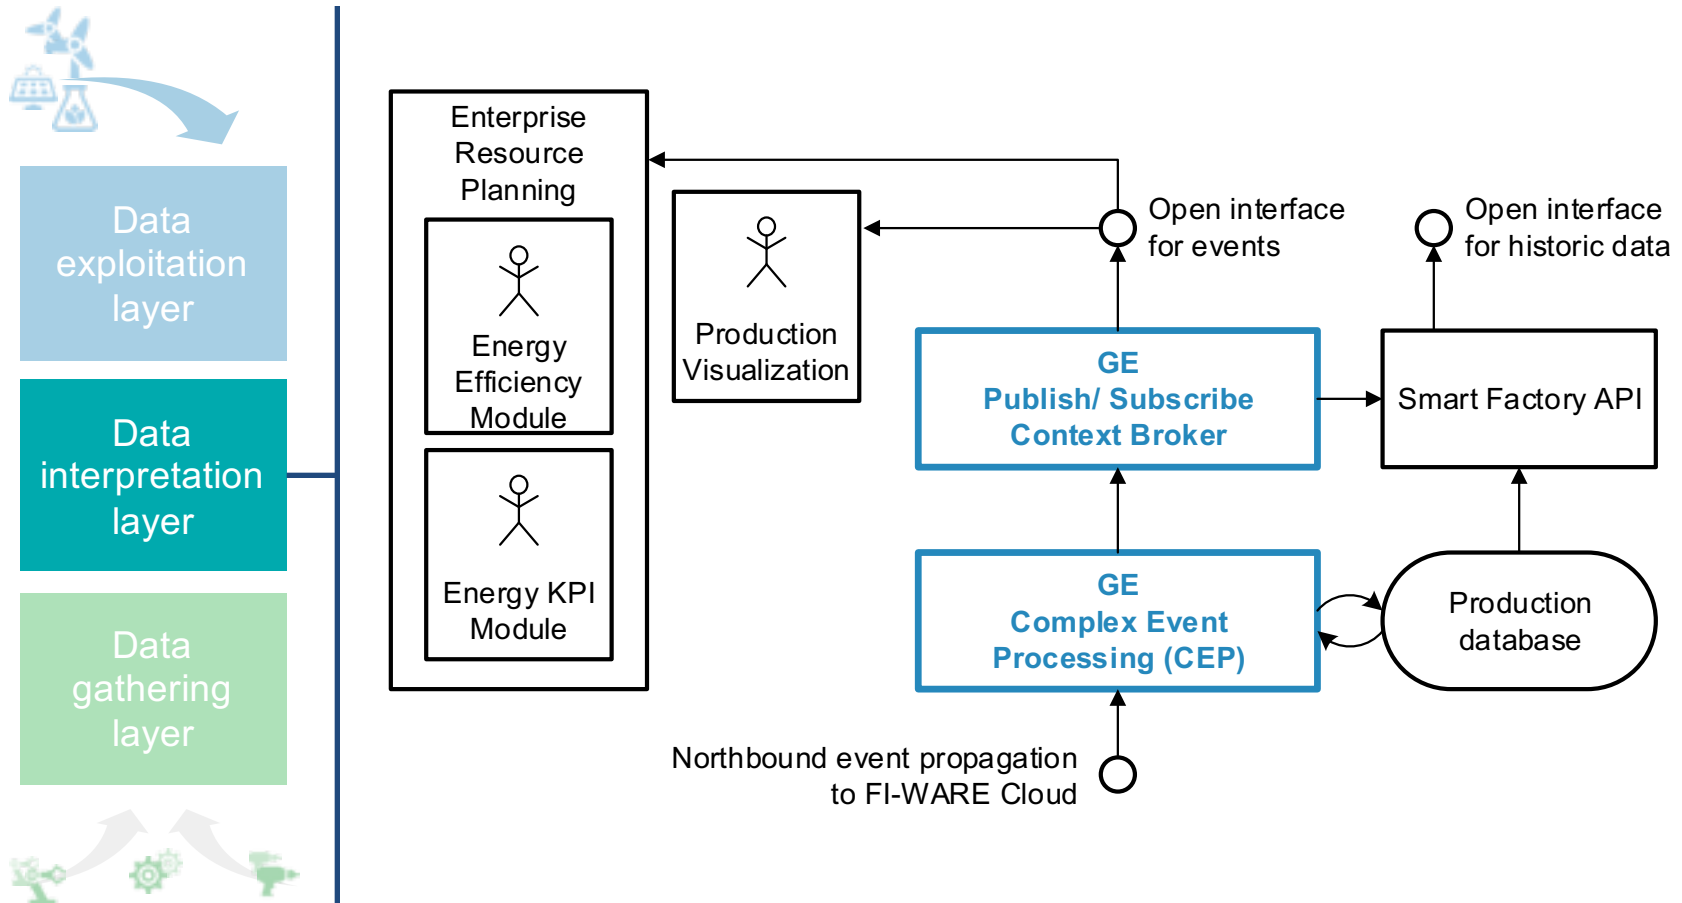 Data
exploitation
layer
Data
interpretation
layer
Data
gathering
layer
Enterprise
Resource
Planning
Energy
Efficiency
Module
Energy KPI
Module
Production
Visualization
Open interface
for events
Open interface
for historic data
GE
Publish/ Subscribe
Context Broker
Smart Factory API
GE
Complex Event
Processing (CEP)
Production
database
Northbound event propagation
to FI-WARE Cloud